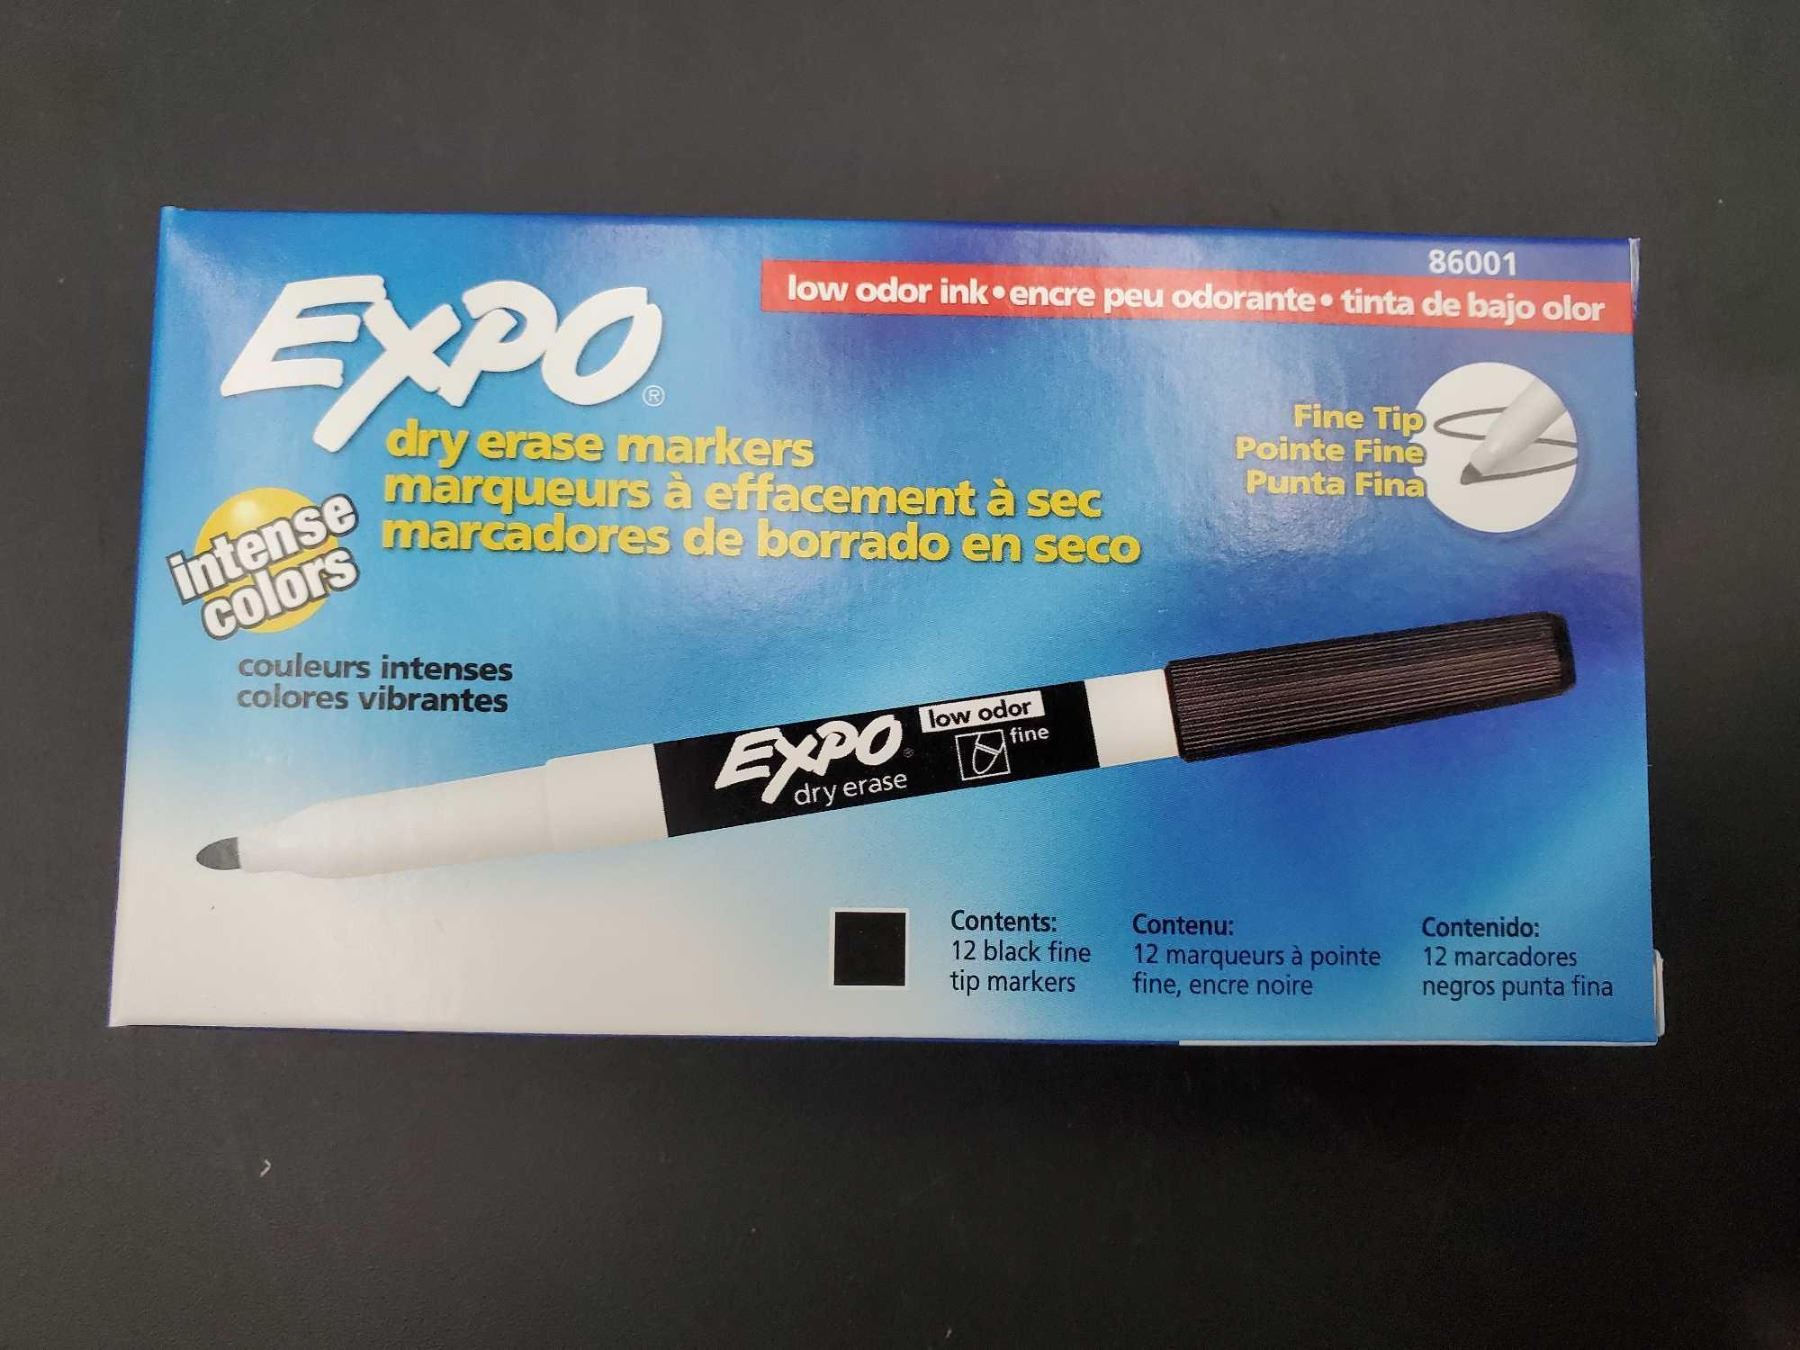 86001
low odor ink • encre peu odorante • tinta de bajo olor
EXPO®
dry erase markers
marqueurs à effacement à sec
marcadores de borrado en seco
Fine Tip
Pointe Fine
Punta Fina
intense
colors
couleurs intenses
colores vibrantes
EXPO®
dry erase
low odor
fine
Contents:
12 black fine
tip markers
Contenu:
12 marqueurs à pointe
fine, encre noire
Contenido:
12 marcadores
negros punta fina